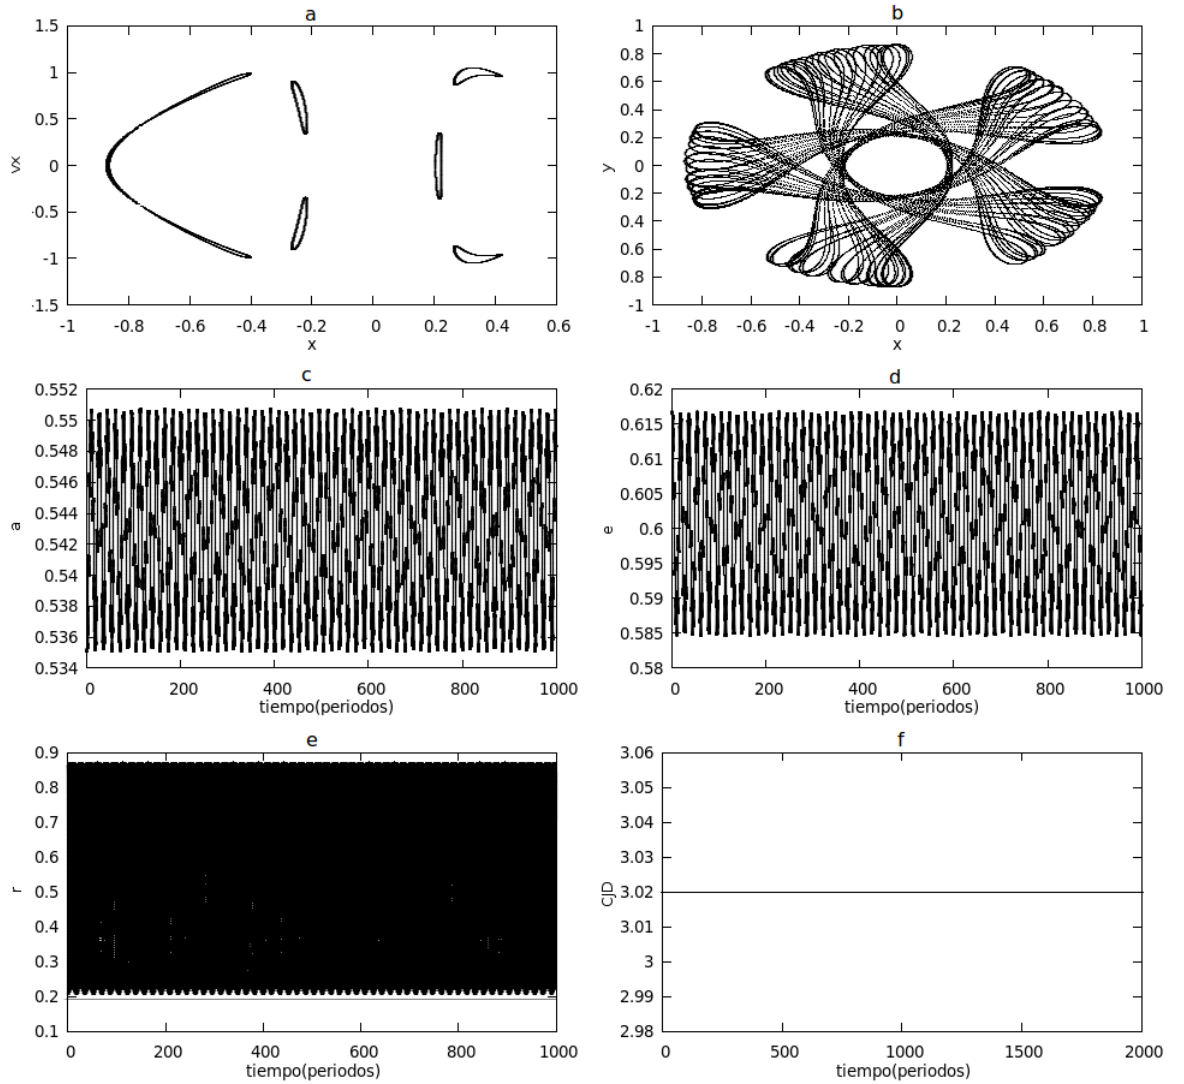 a
1.5
1
0.5
0
-0.5
-1
-1.5
vx
-1 -0.8 -0.6 -0.4 -0.2 0 0.2 0.4 0.6
x
b
1
0.8
0.6
0.4
0.2
0
0.2
0.4
0.6
0.8
-1
y
-1 -0.8 -0.6 -0.4 -0.2 0 0.2 0.4 0.6 0.8 1
x
c
0.552
0.55
0.548
0.546
0.544
0.542
0.54
0.538
0.536
0.534
a
0 200 400 600 800 1000
tiempo(periodos)
d
0.62
0.615
0.61
0.605
0.6
0.595
0.59
0.585
0.58
e
0 200 400 600 800 1000
tiempo(periodos)
e
0.9
0.8
0.7
0.6
0.5
0.4
0.3
0.2
0.1
r
0 200 400 600 800 1000
tiempo(periodos)
f
3.06
3.05
3.04
3.03
3.02
3.01
3
2.99
2.98
CJD
0 500 1000 1500 2000
tiempo(periodos)